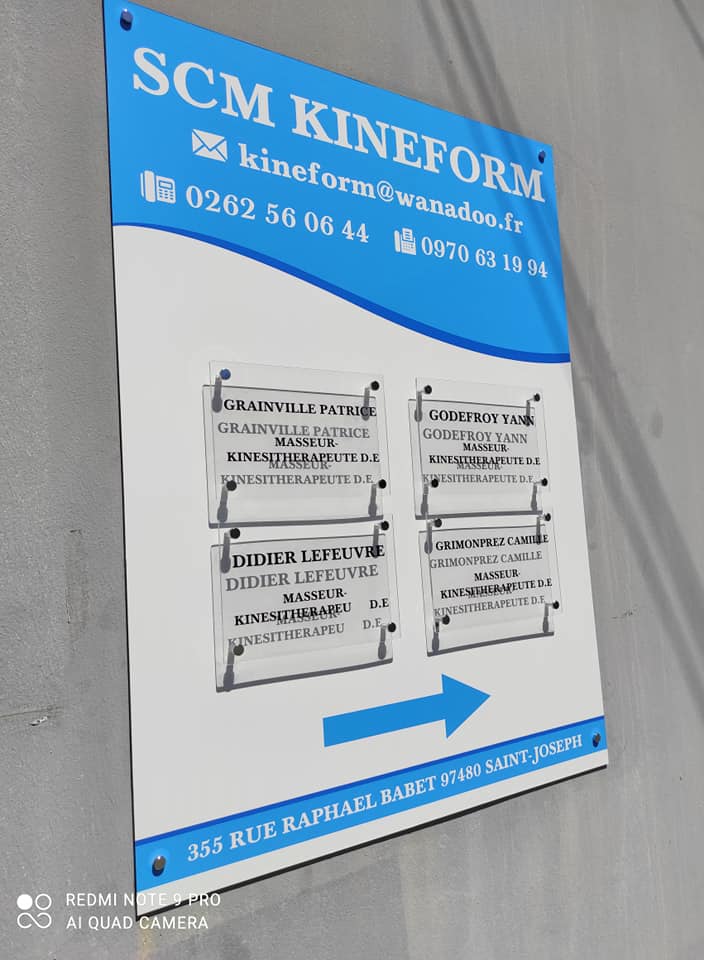 SCM KINEFORM
kineform@wanadoo.fr
0262 56 06 44
0970 63 19 94
GRAINVILLE PATRICE
MASSEUR-
KINESITHERAPEUTE D.E
GODEFROY YANN
MASSEUR-
KINESITHERAPEUTE D.E
DIDIER LEFEUVRE
MASSEUR-
KINESITHERAPEU D.E
GRIMONPREZ CAMILLE
MASSEUR-
KINESITHERAPEUTE D.E
355 RUE RAPHAEL BABET 97480 SAINT-JOSEPH
REDMI NOTE 9 PRO
AI QUAD CAMERA